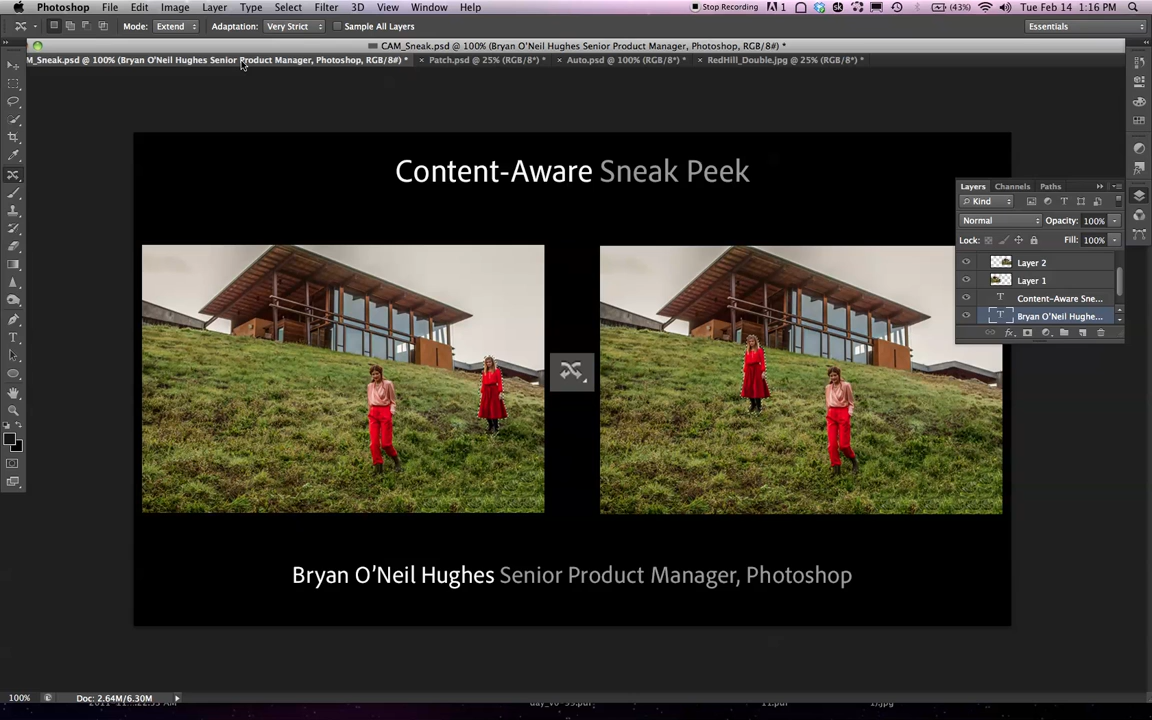 Photoshop File Edit Image Layer Type Select Filter 3D View Window Help Stop Recording 1 (43%) Tue Feb 14 1:16 PM
Mode: Extend Adaptation: Very Strict Sample All Layers Essentials
CAM_Sneak.psd @ 100% (Bryan O'Neil Hughes Senior Product Manager, Photoshop, RGB/8#) *
M_Sneak.psd @ 100% (Bryan O'Neil Hughes Senior Product Manager, Photoshop, RGB/8#) * × Patch.psd @ 25% (RGB/8*) * × Auto.psd @ 100% (RGB/8*) * × RedHill_Double.jpg @ 25% (RGB/8*) *
Content-Aware Sneak Peek
Layers Channels Paths
Kind
Normal Opacity: 100%
Lock: Fill: 100%
Layer 2
Layer 1
Content-Aware Sne...
Bryan O'Neil Hughe...
Bryan O'Neil Hughes Senior Product Manager, Photoshop
100% Doc: 2.64M/6.30M